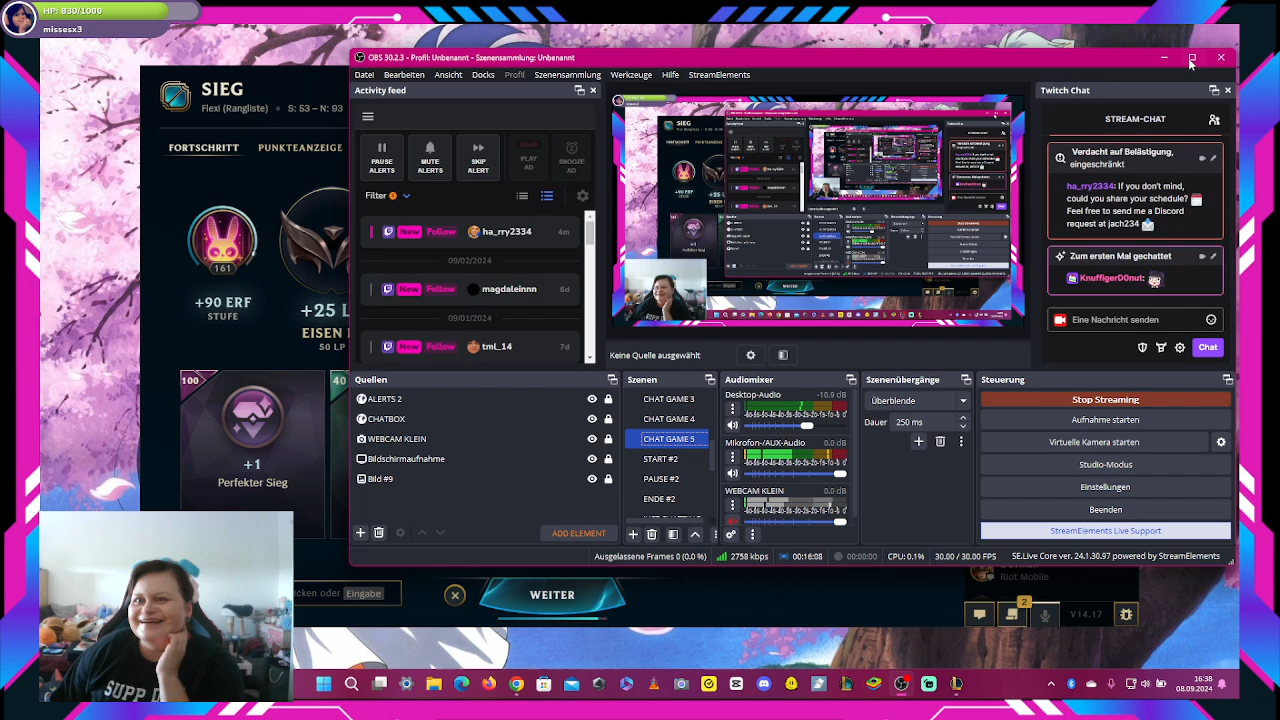 HP: 830/1000
missesx3
SIEG
Flexi (Rangliste) • S: 53 – N: 93
FORTSCHRITT
PUNKTEANZEIGE
161
+90 ERF
STUFE
+25 L
EISEN
50 LP
100
+1
Perfekter Sieg
40
icken oder Eingabe
WEITER
OBS 30.2.3 - Profil: Unbenannt - Szenensammlung: Unbenannt
Datei Bearbeiten Ansicht Docks Profil Szenensammlung Werkzeuge Hilfe StreamElements
Activity feed
PAUSE ALERTS
MUTE ALERTS
SKIP ALERT
PLAY AD
SNOOZE AD
Filter
New Follow ha_rry2334 4m
09/02/2024
New Follow magdaleinnn 6d
09/01/2024
New Follow tml_14 7d
WEITER
Keine Quelle ausgewählt
Twitch Chat
STREAM-CHAT
Verdacht auf Belästigung,
eingeschränkt
ha_rry2334: If you don't mind,
could you share your schedule?
Feel free to send me a Discord
request at jach234
Zum ersten Mal gechattet
KnuffigerD0nut:
Eine Nachricht senden
Chat
Quellen
ALERTS 2
CHATBOX
WEBCAM KLEIN
Bildschirmaufnahme
Bild #9
ADD ELEMENT
Szenen
CHAT GAME 3
CHAT GAME 4
CHAT GAME 5
START #2
PAUSE #2
ENDE #2
Audiomixer
Desktop-Audio -10.9 dB
Mikrofon-/AUX-Audio 0.0 dB
WEBCAM KLEIN 0.0 dB
Szenenübergänge
Überblende
Dauer 250 ms
Steuerung
Stop Streaming
Aufnahme starten
Virtuelle Kamera starten
Studio-Modus
Einstellungen
Beenden
StreamElements Live Support
Ausgelassene Frames 0 (0.0 %) 2758 kbps 00:16:08 00:00:00 CPU: 0.1% 30.00 / 30.00 FPS SE.Live Core ver. 24.1.30.97 powered by StreamElements
Riot Mobile
2
V14.17
SUPP
16:38
08.09.2024